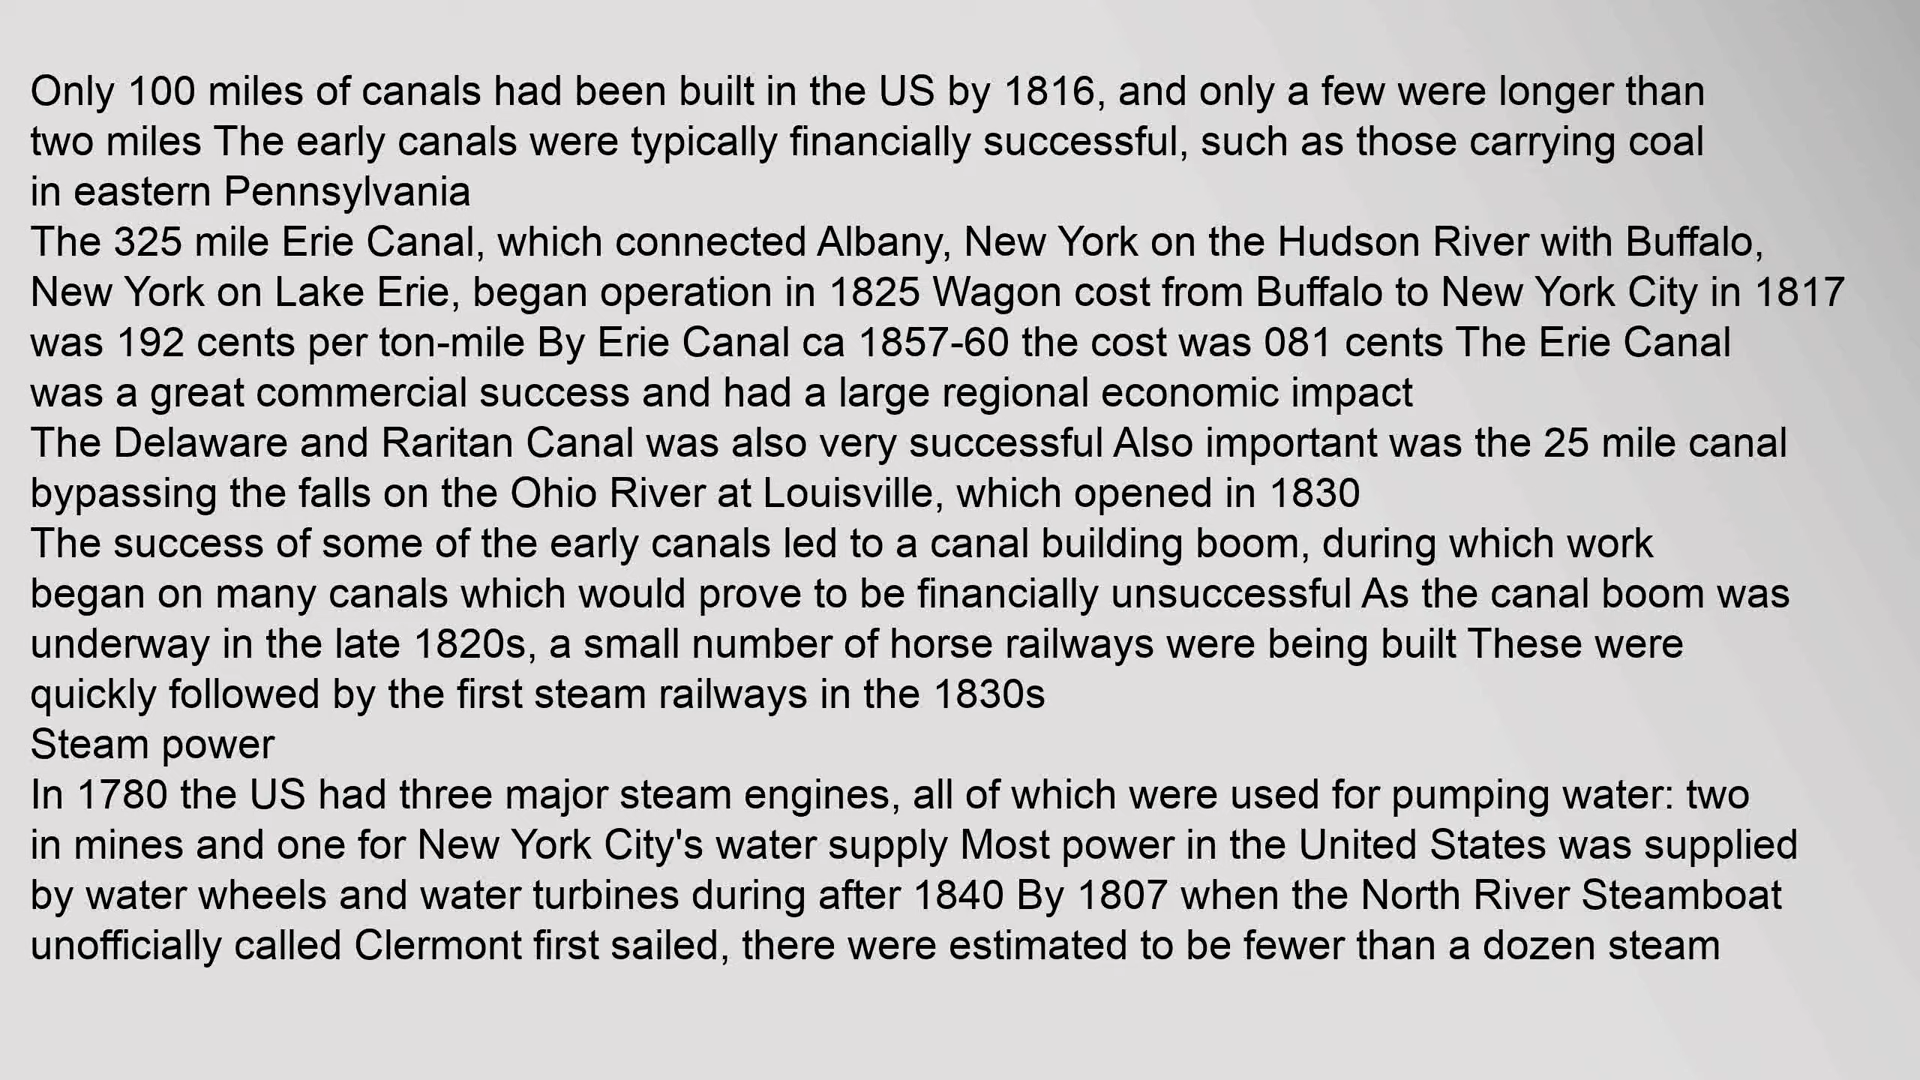 Only 100 miles of canals had been built in the US by 1816, and only a few were longer than
two miles The early canals were typically financially successful, such as those carrying coal
in eastern Pennsylvania
The 325 mile Erie Canal, which connected Albany, New York on the Hudson River with Buffalo,
New York on Lake Erie, began operation in 1825 Wagon cost from Buffalo to New York City in 1817
was 192 cents per ton-mile By Erie Canal ca 1857-60 the cost was 081 cents The Erie Canal
was a great commercial success and had a large regional economic impact
The Delaware and Raritan Canal was also very successful Also important was the 25 mile canal
bypassing the falls on the Ohio River at Louisville, which opened in 1830
The success of some of the early canals led to a canal building boom, during which work
began on many canals which would prove to be financially unsuccessful As the canal boom was
underway in the late 1820s, a small number of horse railways were being built These were
quickly followed by the first steam railways in the 1830s
Steam power
In 1780 the US had three major steam engines, all of which were used for pumping water: two
in mines and one for New York City's water supply Most power in the United States was supplied
by water wheels and water turbines during after 1840 By 1807 when the North River Steamboat
unofficially called Clermont first sailed, there were estimated to be fewer than a dozen steam